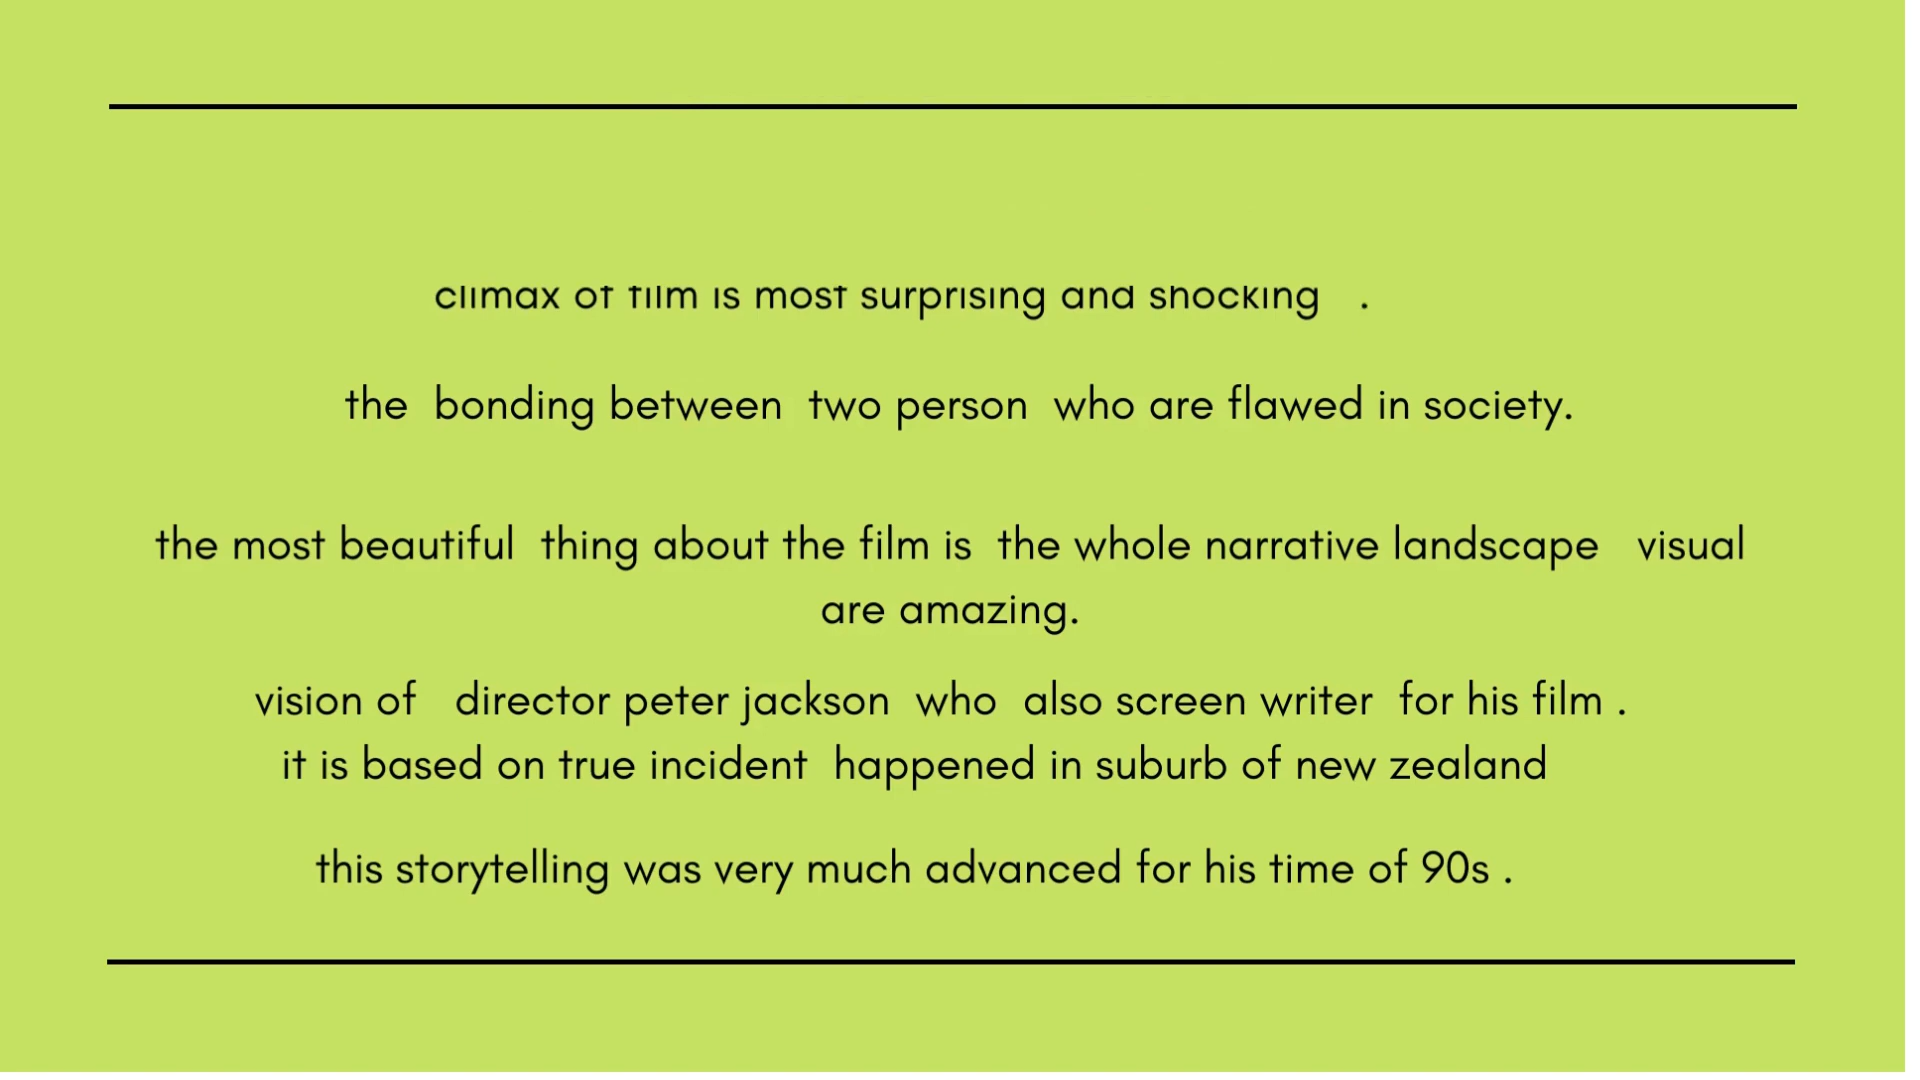 climax of film is most surprising and shocking .
the bonding between two person who are flawed in society.
the most beautiful thing about the film is the whole narrative landscape visual
are amazing.
vision of director peter jackson who also screen writer for his film .
it is based on true incident happened in suburb of new zealand
this storytelling was very much advanced for his time of 90s .